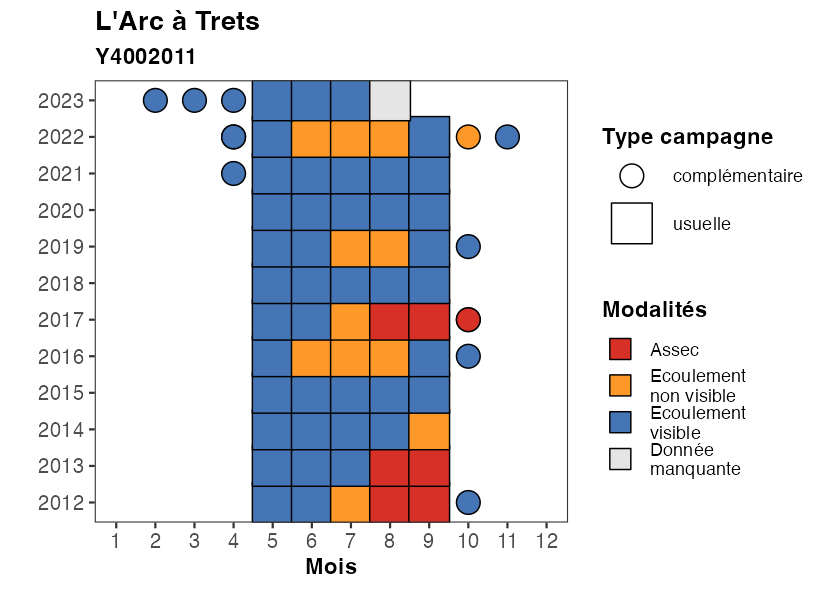 L'Arc à Trets
Y4002011
2023
2022
2021
2020
2019
2018
2017
2016
2015
2014
2013
2012
1 2 3 4 5 6 7 8 9 10 11 12
Mois
Type campagne
complémentaire
usuelle
Modalités
Assec
Ecoulement
non visible
Ecoulement
visible
Donnée
manquante